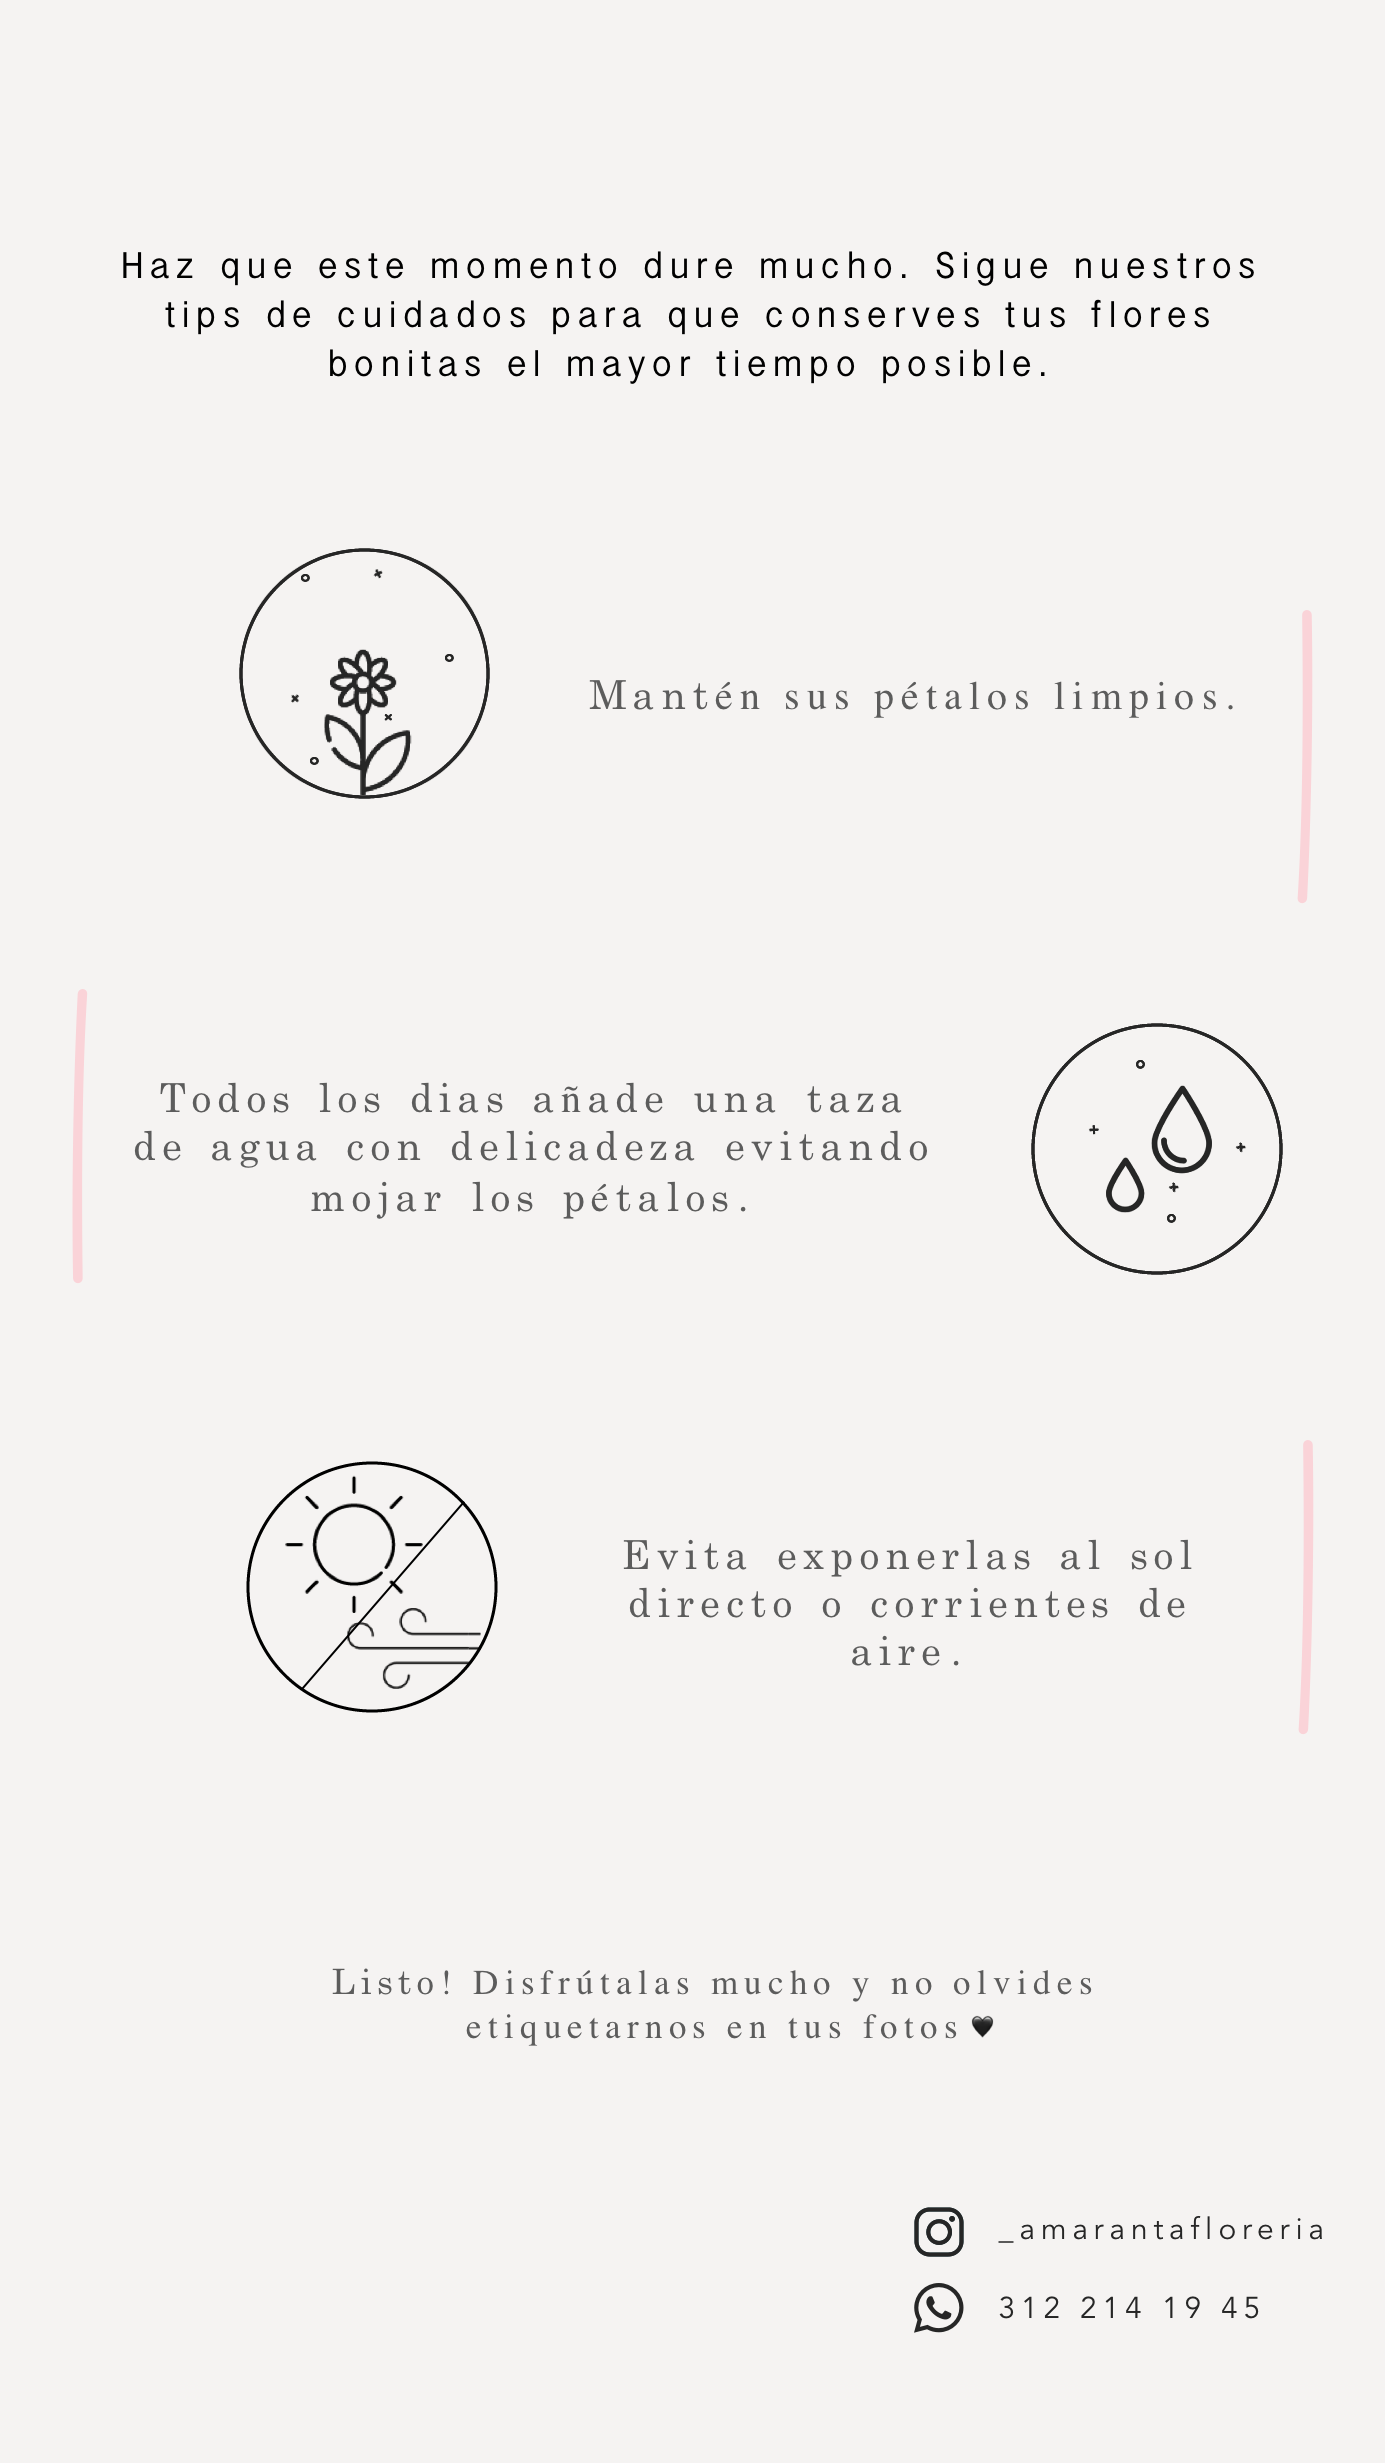 Haz que este momento dure mucho. Sigue nuestros
tips de cuidados para que conserves tus flores
bonitas el mayor tiempo posible.
Mantén sus pétalos limpios.
Todos los dias añade una taza
de agua con delicadeza evitando
mojar los pétalos.
Evita exponerlas al sol
directo o corrientes de
aire.
Listo! Disfrútalas mucho y no olvides
etiquetarnos en tus fotos 🖤
_amarantafloreria
312 214 19 45